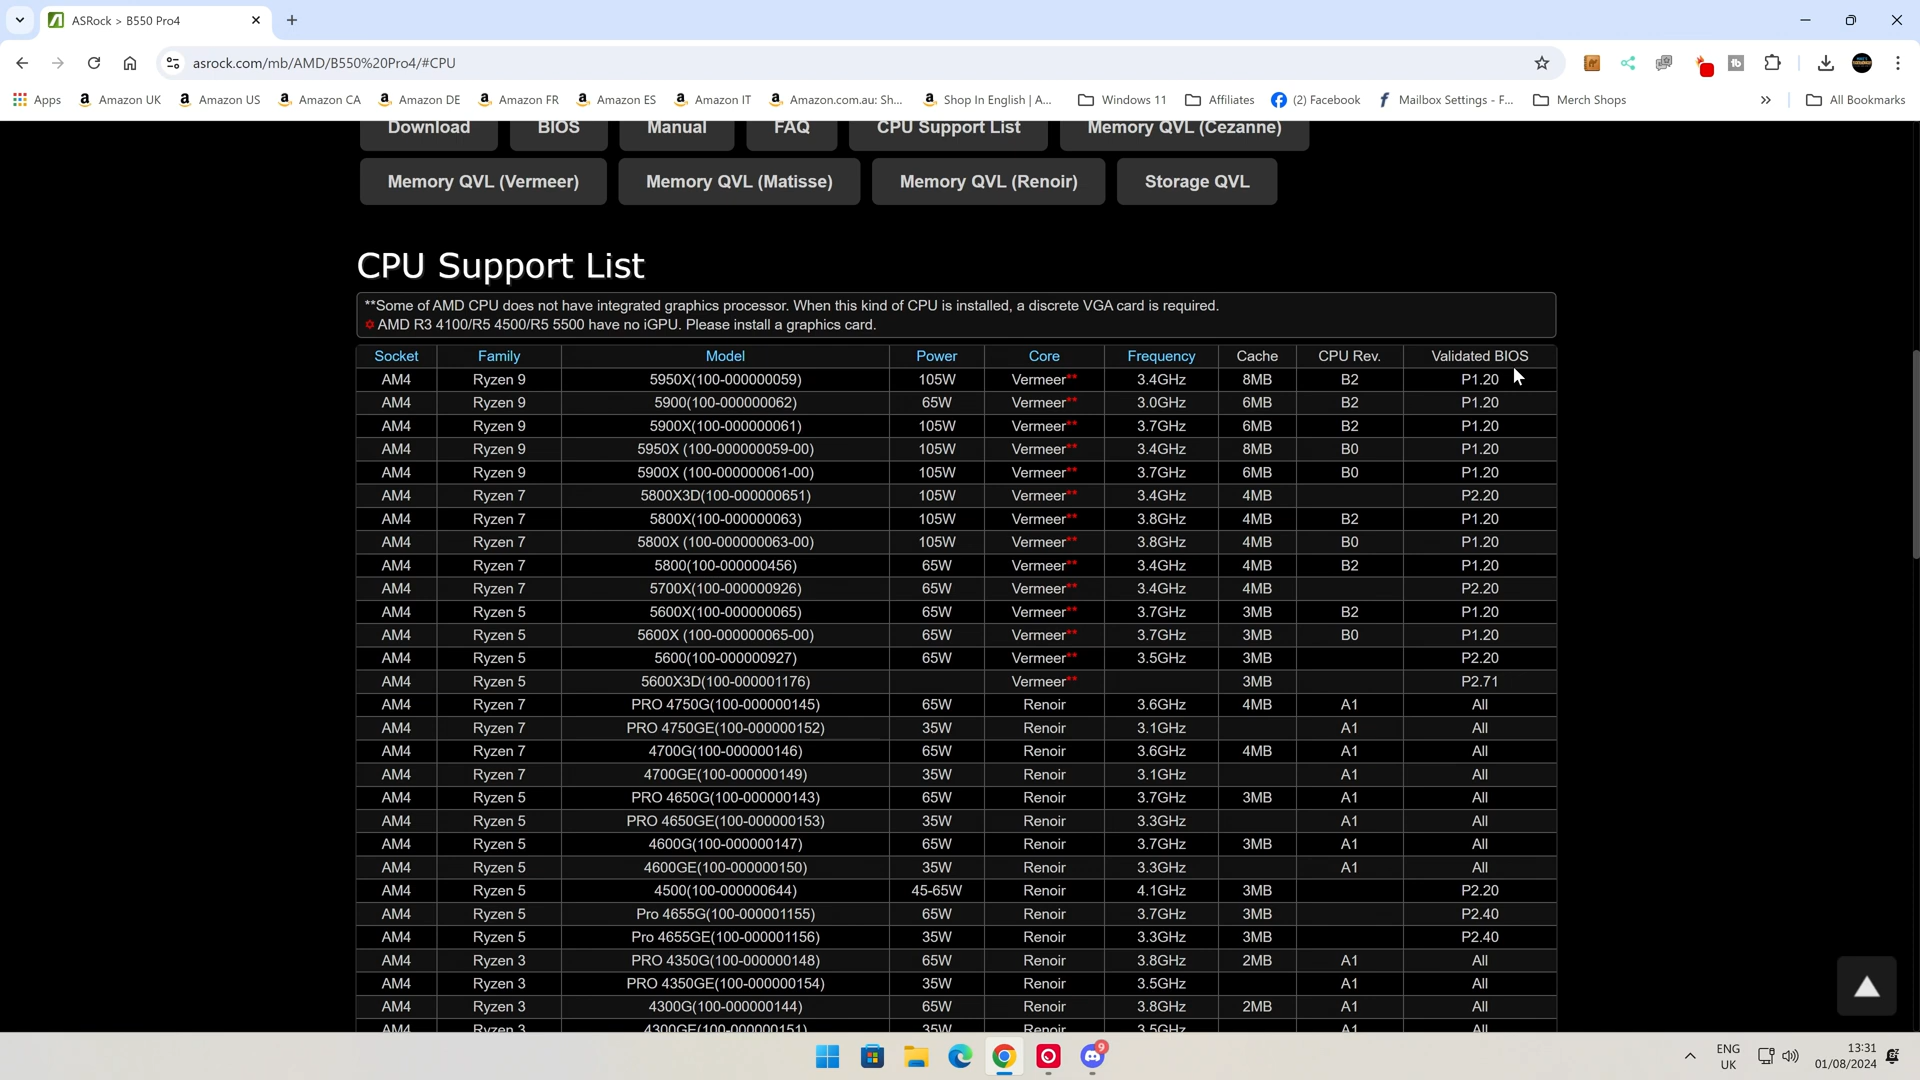 ASRock > B550 Pro4
asrock.com/mb/AMD/B550%20Pro4/#CPU
Apps Amazon UK Amazon US Amazon CA Amazon DE Amazon FR Amazon ES Amazon IT Amazon.com.au: Sh... Shop In English | A... Windows 11 Affiliates (2) Facebook Mailbox Settings - F... Merch Shops » All Bookmarks
Download BIOS Manual FAQ CPU Support List Memory QVL (Cezanne)
Memory QVL (Vermeer) Memory QVL (Matisse) Memory QVL (Renoir) Storage QVL
CPU Support List
**Some of AMD CPU does not have integrated graphics processor. When this kind of CPU is installed, a discrete VGA card is required.
AMD R3 4100/R5 4500/R5 5500 have no iGPU. Please install a graphics card.
Socket Family Model Power Core Frequency Cache CPU Rev. Validated BIOS
AM4 Ryzen 9 5950X(100-000000059) 105W Vermeer** 3.4GHz 8MB B2 P1.20
AM4 Ryzen 9 5900(100-000000062) 65W Vermeer** 3.0GHz 6MB B2 P1.20
AM4 Ryzen 9 5900X(100-000000061) 105W Vermeer** 3.7GHz 6MB B2 P1.20
AM4 Ryzen 9 5950X (100-000000059-00) 105W Vermeer** 3.4GHz 8MB B0 P1.20
AM4 Ryzen 9 5900X (100-000000061-00) 105W Vermeer** 3.7GHz 6MB B0 P1.20
AM4 Ryzen 7 5800X3D(100-000000651) 105W Vermeer** 3.4GHz 4MB P2.20
AM4 Ryzen 7 5800X(100-000000063) 105W Vermeer** 3.8GHz 4MB B2 P1.20
AM4 Ryzen 7 5800X (100-000000063-00) 105W Vermeer** 3.8GHz 4MB B0 P1.20
AM4 Ryzen 7 5800(100-000000456) 65W Vermeer** 3.4GHz 4MB B2 P1.20
AM4 Ryzen 7 5700X(100-000000926) 65W Vermeer** 3.4GHz 4MB P2.20
AM4 Ryzen 5 5600X(100-000000065) 65W Vermeer** 3.7GHz 3MB B2 P1.20
AM4 Ryzen 5 5600X (100-000000065-00) 65W Vermeer** 3.7GHz 3MB B0 P1.20
AM4 Ryzen 5 5600(100-000000927) 65W Vermeer** 3.5GHz 3MB P2.20
AM4 Ryzen 5 5600X3D(100-000001176) Vermeer** 3MB P2.71
AM4 Ryzen 7 PRO 4750G(100-000000145) 65W Renoir 3.6GHz 4MB A1 All
AM4 Ryzen 7 PRO 4750GE(100-000000152) 35W Renoir 3.1GHz A1 All
AM4 Ryzen 7 4700G(100-000000146) 65W Renoir 3.6GHz 4MB A1 All
AM4 Ryzen 7 4700GE(100-000000149) 35W Renoir 3.1GHz A1 All
AM4 Ryzen 5 PRO 4650G(100-000000143) 65W Renoir 3.7GHz 3MB A1 All
AM4 Ryzen 5 PRO 4650GE(100-000000153) 35W Renoir 3.3GHz A1 All
AM4 Ryzen 5 4600G(100-000000147) 65W Renoir 3.7GHz 3MB A1 All
AM4 Ryzen 5 4600GE(100-000000150) 35W Renoir 3.3GHz A1 All
AM4 Ryzen 5 4500(100-000000644) 45-65W Renoir 4.1GHz 3MB P2.20
AM4 Ryzen 5 Pro 4655G(100-000001155) 65W Renoir 3.7GHz 3MB P2.40
AM4 Ryzen 5 Pro 4655GE(100-000001156) 35W Renoir 3.3GHz 3MB P2.40
AM4 Ryzen 3 PRO 4350G(100-000000148) 65W Renoir 3.8GHz 2MB A1 All
AM4 Ryzen 3 PRO 4350GE(100-000000154) 35W Renoir 3.5GHz A1 All
AM4 Ryzen 3 4300G(100-000000144) 65W Renoir 3.8GHz 2MB A1 All
AM4 Ryzen 3 4300GE(100-000000151) 35W Renoir 3.5GHz A1 All
9
ENG
UK
13:31
01/08/2024